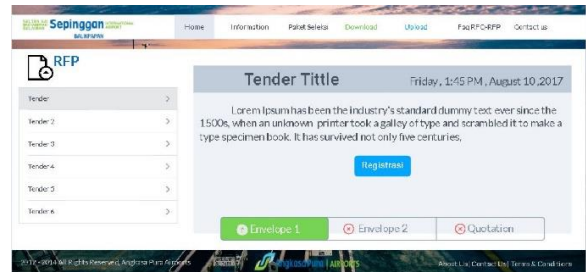 Sepinggan INTERNATIONAL AIRPORT
BALIKPAPAN
Home Information Paket Seleksi Download Upload Faq RFQ-RFP Contact us
RFP
Tender
Tender 2
Tender 3
Tender 4
Tender 5
Tender 6
Tender Tittle Friday, 1:45 PM, August 10, 2017
Lorem Ipsum has been the industry's standard dummy text ever since the
1500s, when an unknown printer took a galley of type and scrambled it to make a
type specimen book. It has survived not only five centuries,
Registrasi
Envelope 1 Envelope 2 Quotation
2012 - 2014 All Rights Reserved, Angkasa Pura Airports Angkasa Pura | AIRPORTS About Us | Contact Us | Terms & Conditions